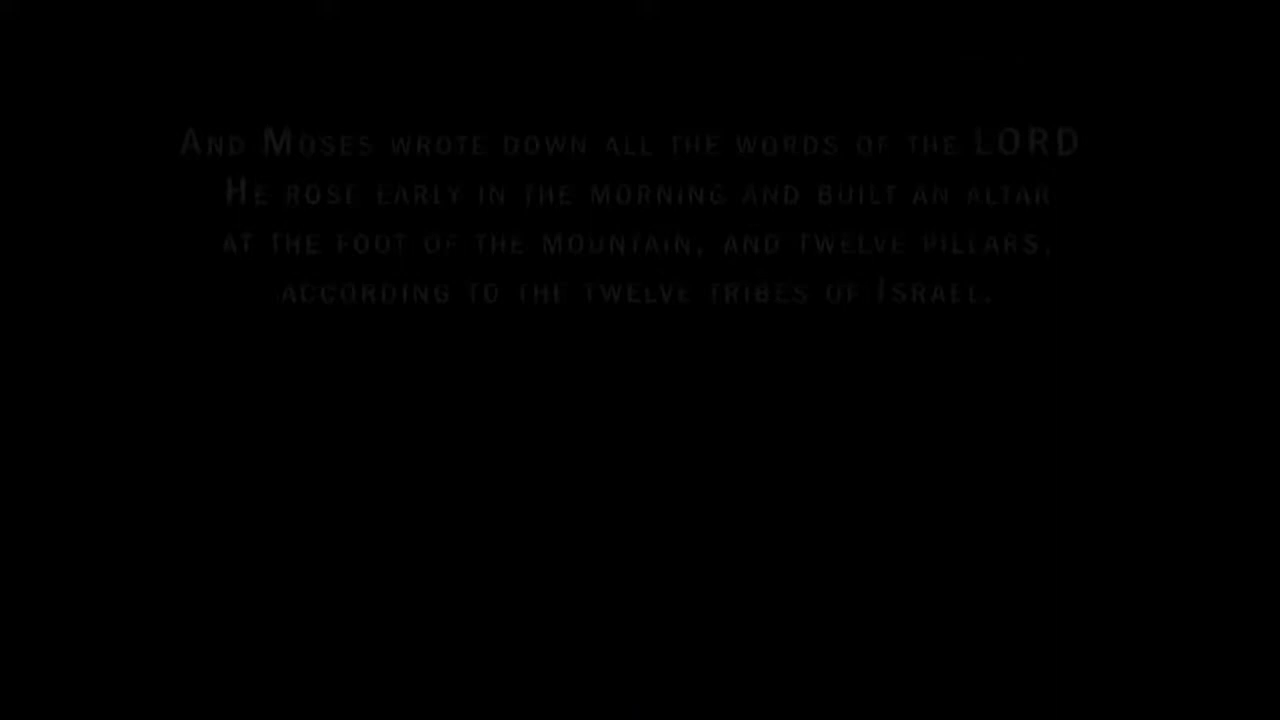 And Moses wrote down all the words of the LORD
He rose early in the morning and built an altar
at the foot of the mountain, and twelve pillars,
according to the twelve tribes of Israel.